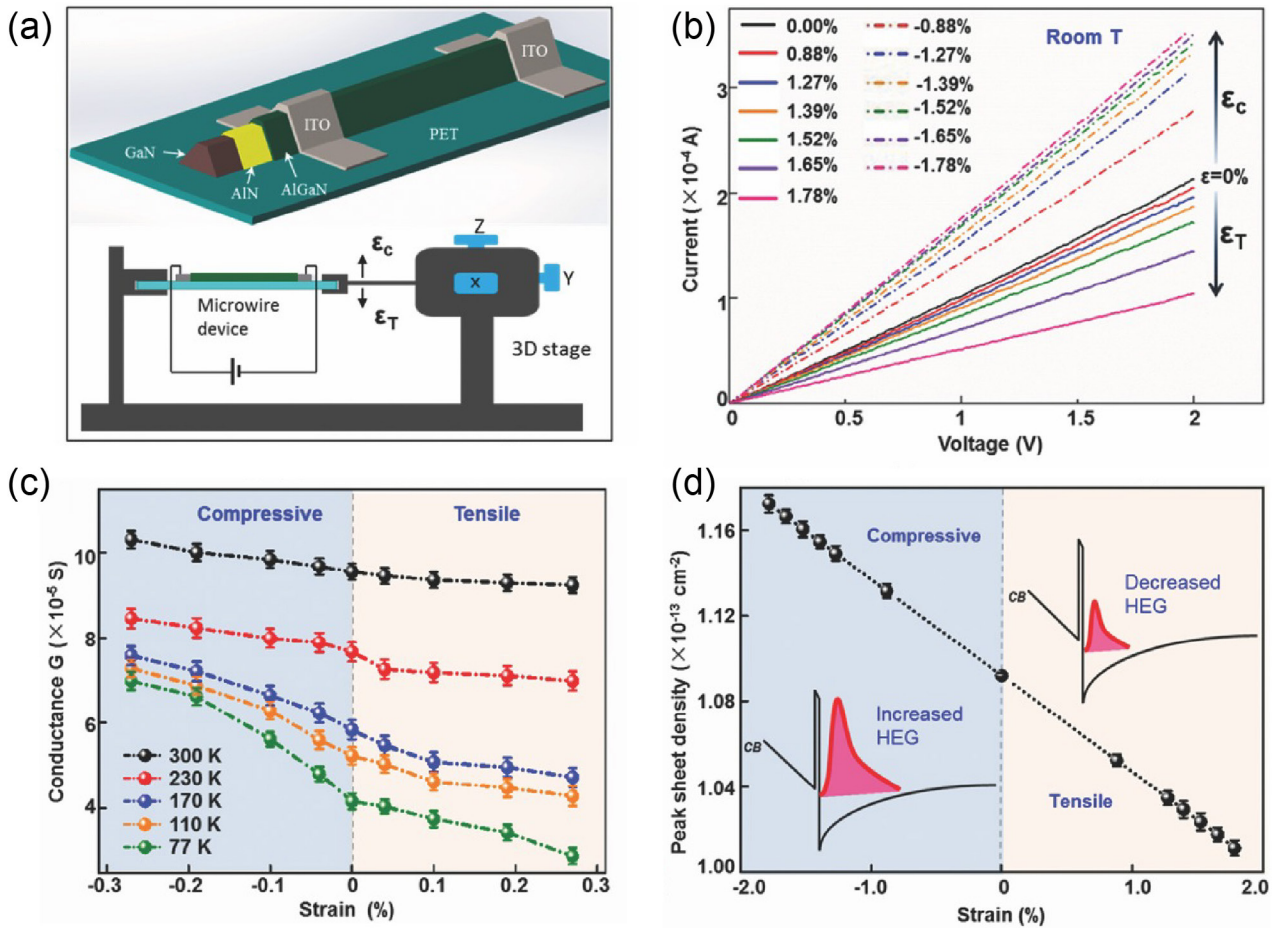 (a)
GaN
AlN
AlGaN
ITO
ITO
PET
εc
εT
Microwire
device
Z
X
Y
3D stage
(b)
Room T
0.00%
0.88%
1.27%
1.39%
1.52%
1.65%
1.78%
-0.88%
-1.27%
-1.39%
-1.52%
-1.65%
-1.78%
εc
ε=0%
εT
Current (×10-4 A)
3
2
1
0
0 0.5 1 1.5 2
Voltage (V)
(c)
Compressive Tensile
Conductance G (×10-5 S)
10
8
6
4
300 K
230 K
170 K
110 K
77 K
-0.3 -0.2 -0.1 0 0.1 0.2 0.3
Strain (%)
(d)
Peak sheet density (×10-13 cm-2)
1.16
1.12
1.08
1.04
1.00
Compressive
CB
Decreased
HEG
CB
Increased
HEG
Tensile
-2.0 -1.0 0 1.0 2.0
Strain (%)